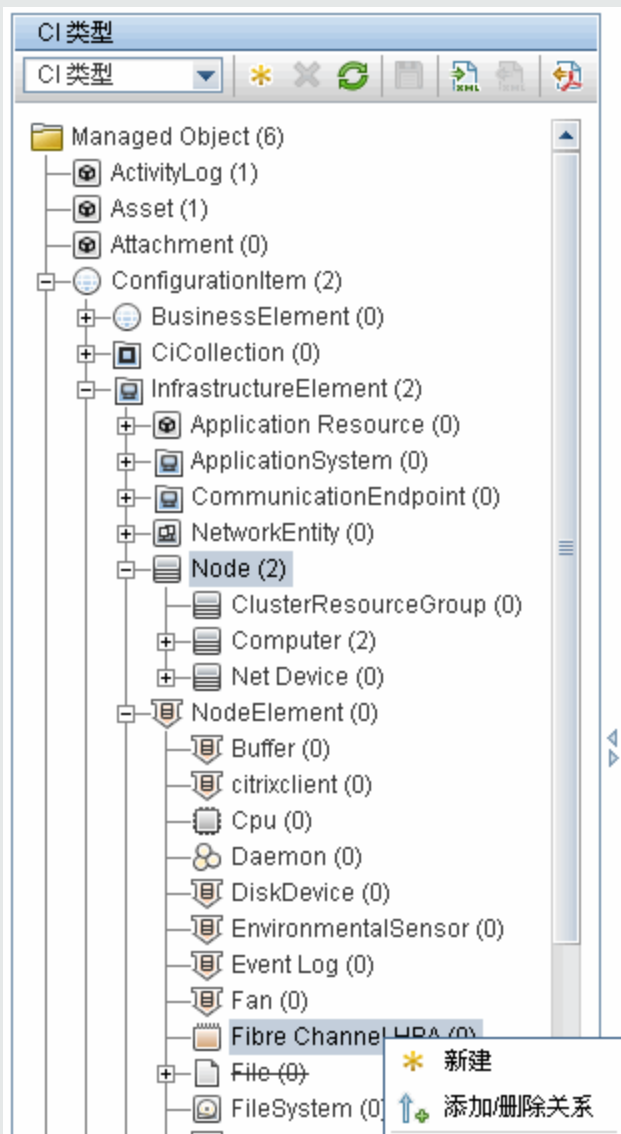 CI 类型
CI 类型
XML
Managed Object (6)
ActivityLog (1)
Asset (1)
Attachment (0)
ConfigurationItem (2)
BusinessElement (0)
CiCollection (0)
InfrastructureElement (2)
Application Resource (0)
ApplicationSystem (0)
CommunicationEndpoint (0)
NetworkEntity (0)
Node (2)
ClusterResourceGroup (0)
Computer (2)
Net Device (0)
NodeElement (0)
Buffer (0)
citrixclient (0)
Cpu (0)
Daemon (0)
DiskDevice (0)
EnvironmentalSensor (0)
Event Log (0)
Fan (0)
Fibre Channel HBA (0)
新建
File (0)
FileSystem (0)
添加/删除关系